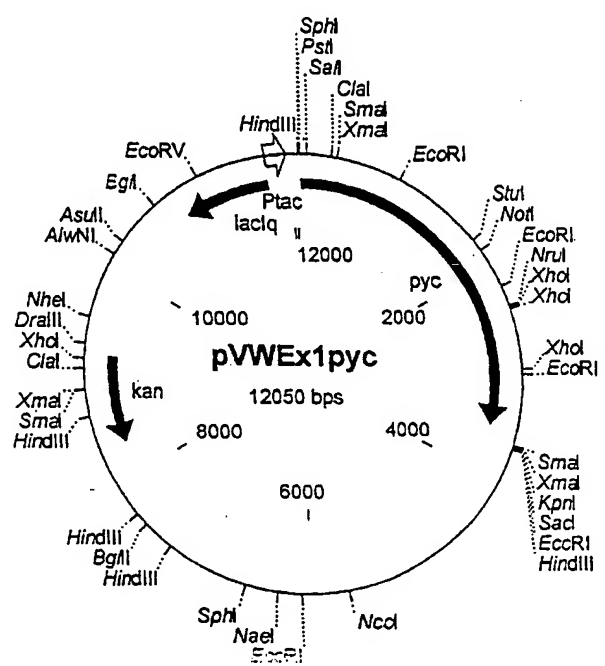 SphI
PstI
SalI
ClaI
SmaI
XmaI
HindIII
EcoRI
EcoRV
BglI
AsuII
AlwNI
StuI
NotI
EcoRI
NruI
XhoI
XhoI
Ptac
lacIq
12000
pyc
10000
2000
NheI
DraIII
XhoI
ClaI
XmaI
SmaI
HindIII
pVWEx1pyc
12050 bps
kan
XhoI
EcoRI
8000
4000
6000
SmaI
XmaI
KpnI
SacI
EccRI
HindIII
HindIII
BglII
HindIII
SphI
NaeI
NcoI